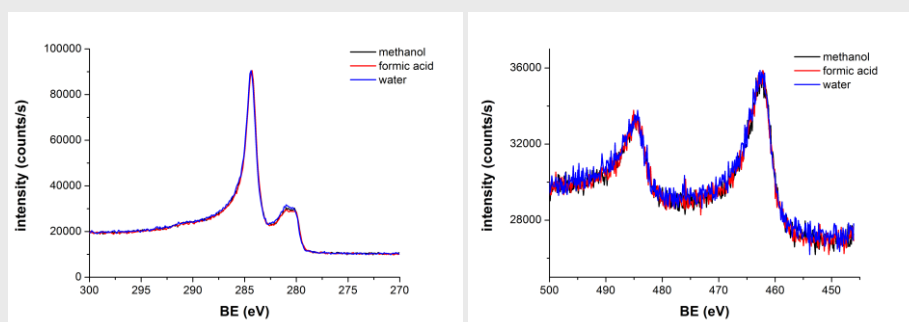 100000
80000
60000
40000
20000
0
intensity (counts/s)
methanol
formic acid
water
300 295 290 285 280 275 270
BE (eV)
36000
32000
28000
intensity (counts/s)
methanol
formic acid
water
500 490 480 470 460 450
BE (eV)